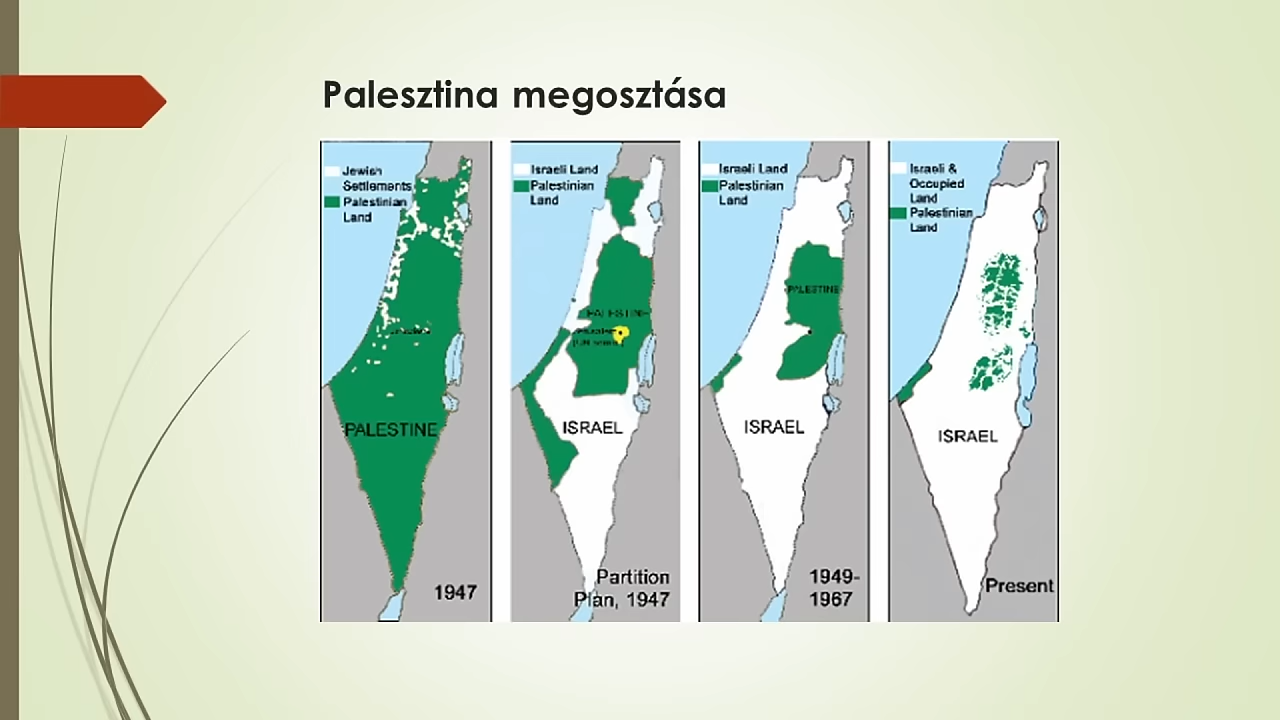 Palesztina megosztása
Jewish
Settlements
Palestinian
Land
PALESTINE
1947
Israeli Land
Palestinian
Land
PALESTINE
ISRAEL
Partition
Plan, 1947
Israeli Land
Palestinian
Land
PALESTINE
ISRAEL
1949-
1967
Israeli &
Occupied
Land
Palestinian
Land
ISRAEL
Present